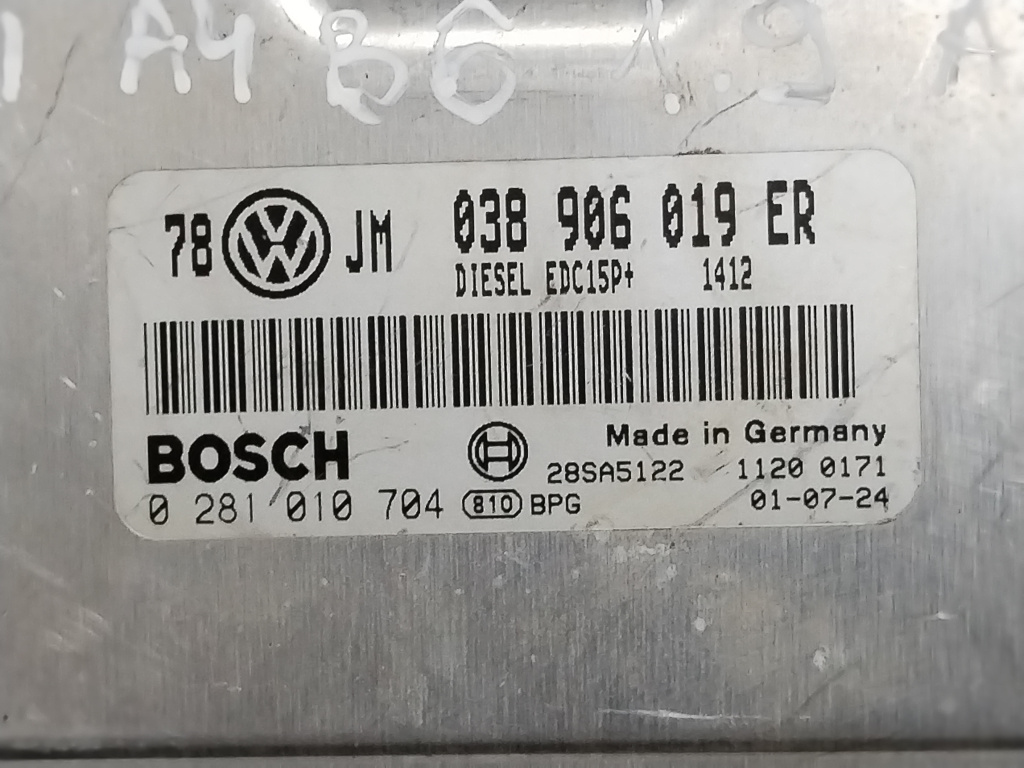 A4 B6 1.9
78 VW JM 038 906 019 ER
DIESEL EDC15P+ 1412
BOSCH
Made in Germany
28SA5122 1120 0171
0 281 010 704 810 BPG 01-07-24